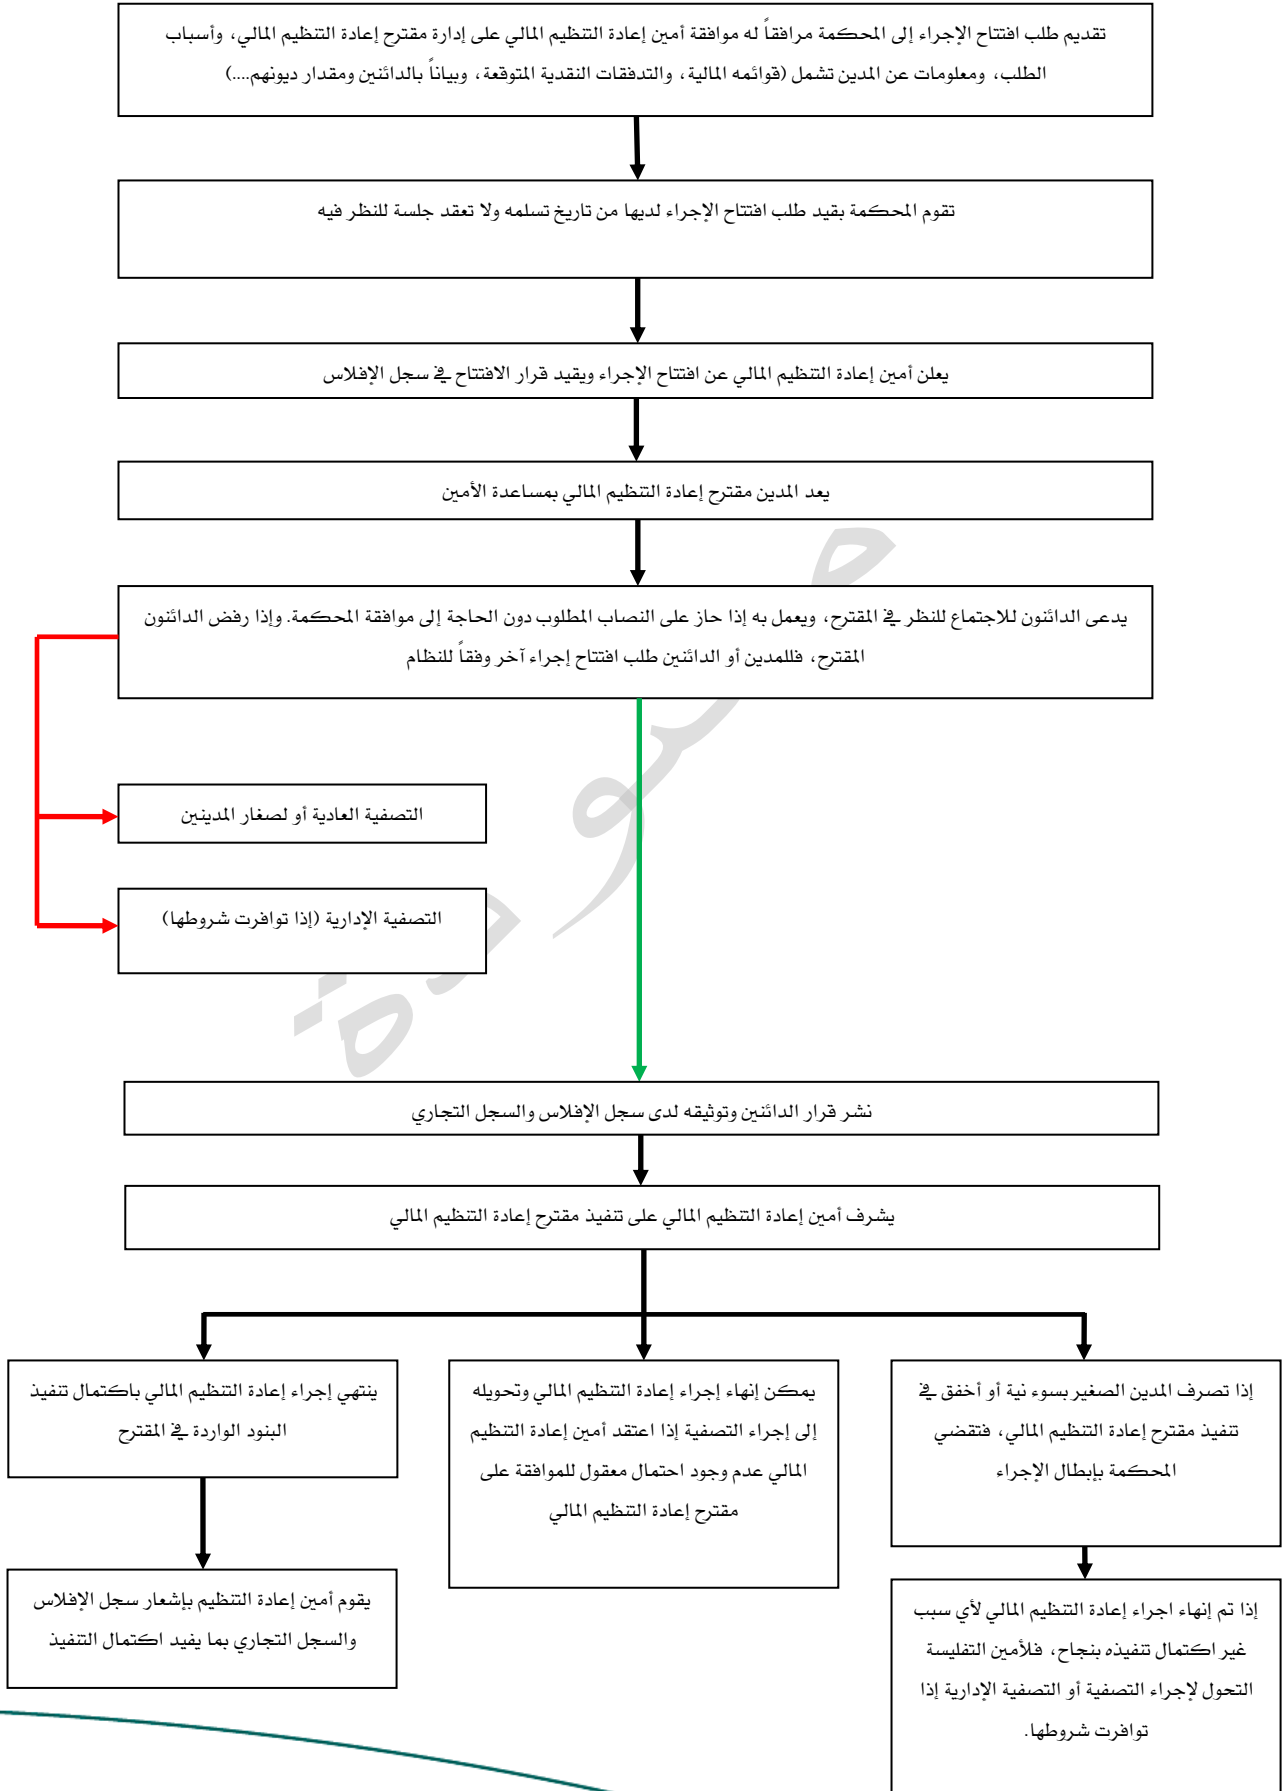 تقديم طلب افتتاح الإجراء إلى المحكمة مرافقاً له موافقة أمين إعادة التنظيم المالي على إدارة مقترح إعادة التنظيم المالي، وأسباب
الطلب، ومعلومات عن المدين تشمل (قوائمه المالية، والتدفقات النقدية المتوقعة، وبياناً بالدائنين ومقدار ديونهم....)
تقوم المحكمة بقيد طلب افتتاح الإجراء لديها من تاريخ تسلمه ولا تعقد جلسة للنظر فيه
يعلن أمين إعادة التنظيم المالي عن افتتاح الإجراء ويقيد قرار الافتتاح في سجل الإفلاس
يعد المدين مقترح إعادة التنظيم المالي بمساعدة الأمين
يدعى الدائنون للاجتماع للنظر في المقترح، ويعمل به إذا حاز على النصاب المطلوب دون الحاجة إلى موافقة المحكمة. وإذا رفض الدائنون
المقترح، فللمدين أو الدائنين طلب افتتاح إجراء آخر وفقاً للنظام
التصفية العادية أو لصغار المدينين
التصفية الإدارية (إذا توافرت شروطها)
مسودة
نشر قرار الدائنين وتوثيقه لدى سجل الإفلاس والسجل التجاري
يشرف أمين إعادة التنظيم المالي على تنفيذ مقترح إعادة التنظيم المالي
إذا تصرف المدين الصغير بسوء نية أو أخفق في
تنفيذ مقترح إعادة التنظيم المالي، فتقضي
المحكمة بإبطال الإجراء
إذا تم إنهاء اجراء إعادة التنظيم المالي لأي سبب
غير اكتمال تنفيذه بنجاح، فلأمين التفليسة
التحول لإجراء التصفية أو التصفية الإدارية إذا
توافرت شروطها.
يمكن إنهاء إجراء إعادة التنظيم المالي وتحويله
إلى إجراء التصفية إذا اعتقد أمين إعادة التنظيم
المالي عدم وجود احتمال معقول للموافقة على
مقترح إعادة التنظيم المالي
ينتهي إجراء إعادة التنظيم المالي باكتمال تنفيذ
البنود الواردة في المقترح
يقوم أمين إعادة التنظيم بإشعار سجل الإفلاس
والسجل التجاري بما يفيد اكتمال التنفيذ